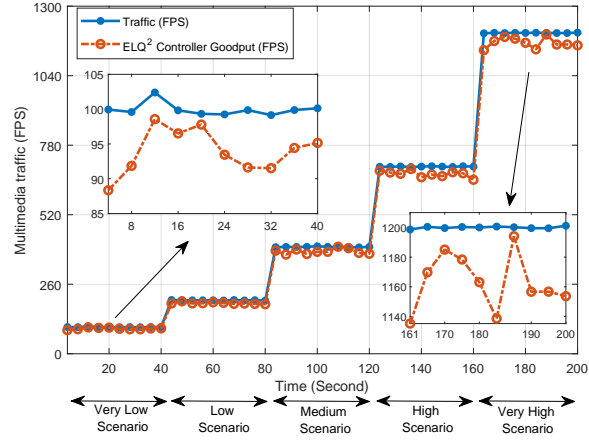 1300
1040
780
520
260
0
Multimedia traffic (FPS)
Traffic (FPS)
ELQ² Controller Goodput (FPS)
105
100
95
90
85
8 16 24 32 40
1200
1180
1160
1140
161 170 180 190 200
20 40 60 80 100 120 140 160 180 200
Time (Second)
Very Low Scenario
Low Scenario
Medium Scenario
High Scenario
Very High Scenario